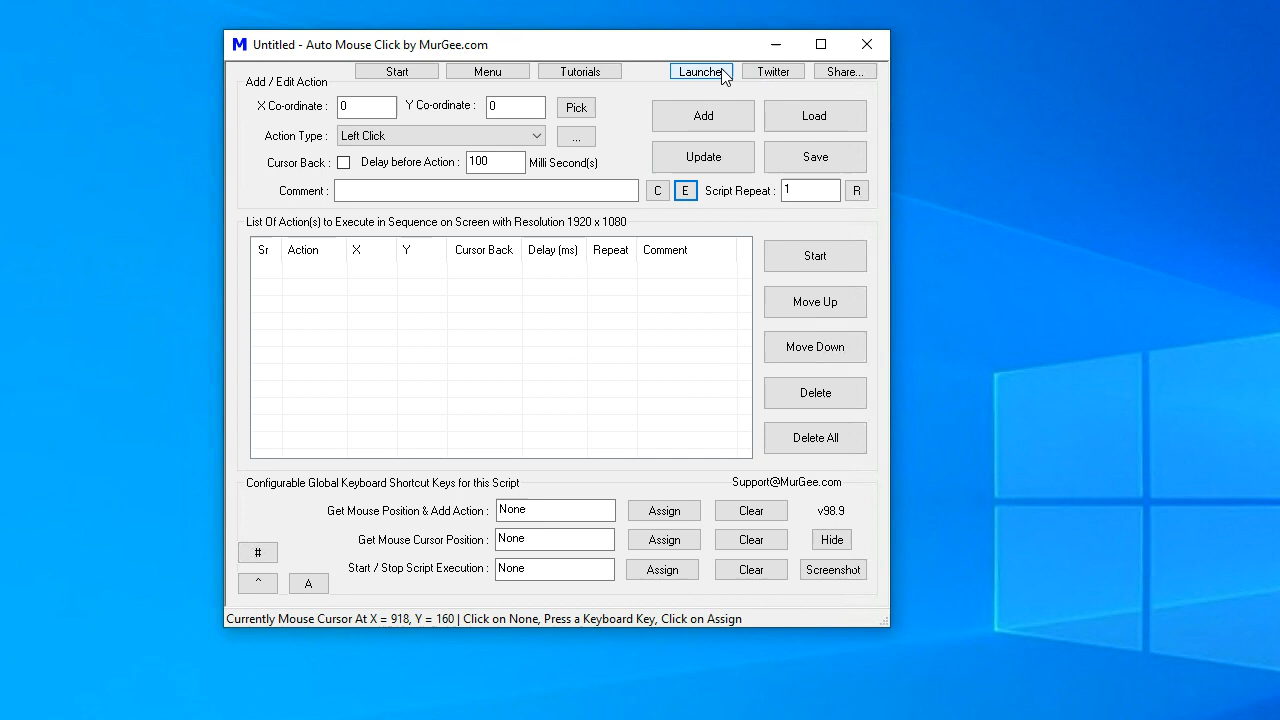 M Untitled - Auto Mouse Click by MurGee.com
Start Menu Tutorials Launcher Twitter Share...
Add / Edit Action
X Co-ordinate : 0 Y Co-ordinate : 0 Pick Add Load
Action Type : Left Click ...
Cursor Back : Delay before Action : 100 Milli Second(s) Update Save
Comment : C E Script Repeat : 1 R
List Of Action(s) to Execute in Sequence on Screen with Resolution 1920 x 1080
Sr Action X Y Cursor Back Delay (ms) Repeat Comment
Start
Move Up
Move Down
Delete
Delete All
Configurable Global Keyboard Shortcut Keys for this Script Support@MurGee.com
Get Mouse Position & Add Action : None Assign Clear v98.9
Get Mouse Cursor Position : None Assign Clear Hide
#
Start / Stop Script Execution : None Assign Clear Screenshot
^ A
Currently Mouse Cursor At X = 918, Y = 160 | Click on None, Press a Keyboard Key, Click on Assign